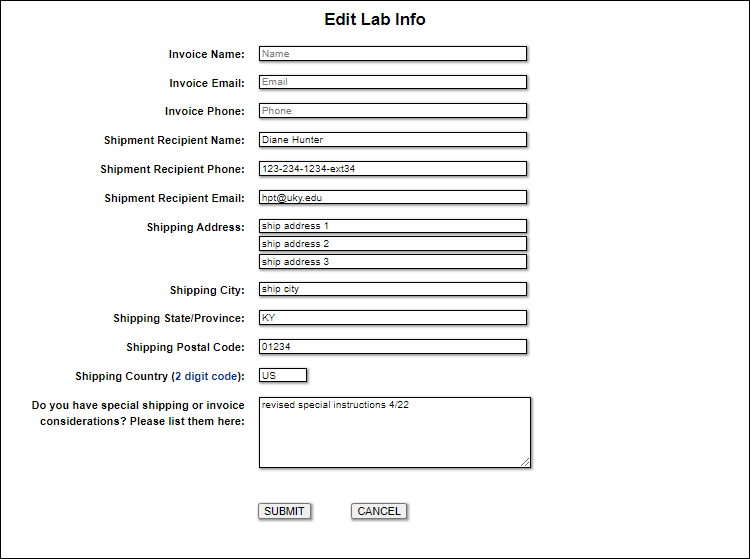 Edit Lab Info
Invoice Name: Name
Invoice Email: Email
Invoice Phone: Phone
Shipment Recipient Name: Diane Hunter
Shipment Recipient Phone: 123-234-1234-ext34
Shipment Recipient Email: hpt@uky.edu
Shipping Address: ship address 1
ship address 2
ship address 3
Shipping City: ship city
Shipping State/Province: KY
Shipping Postal Code: 01234
Shipping Country (2 digit code): US
Do you have special shipping or invoice
considerations? Please list them here:
revised special instructions 4/22
SUBMIT CANCEL